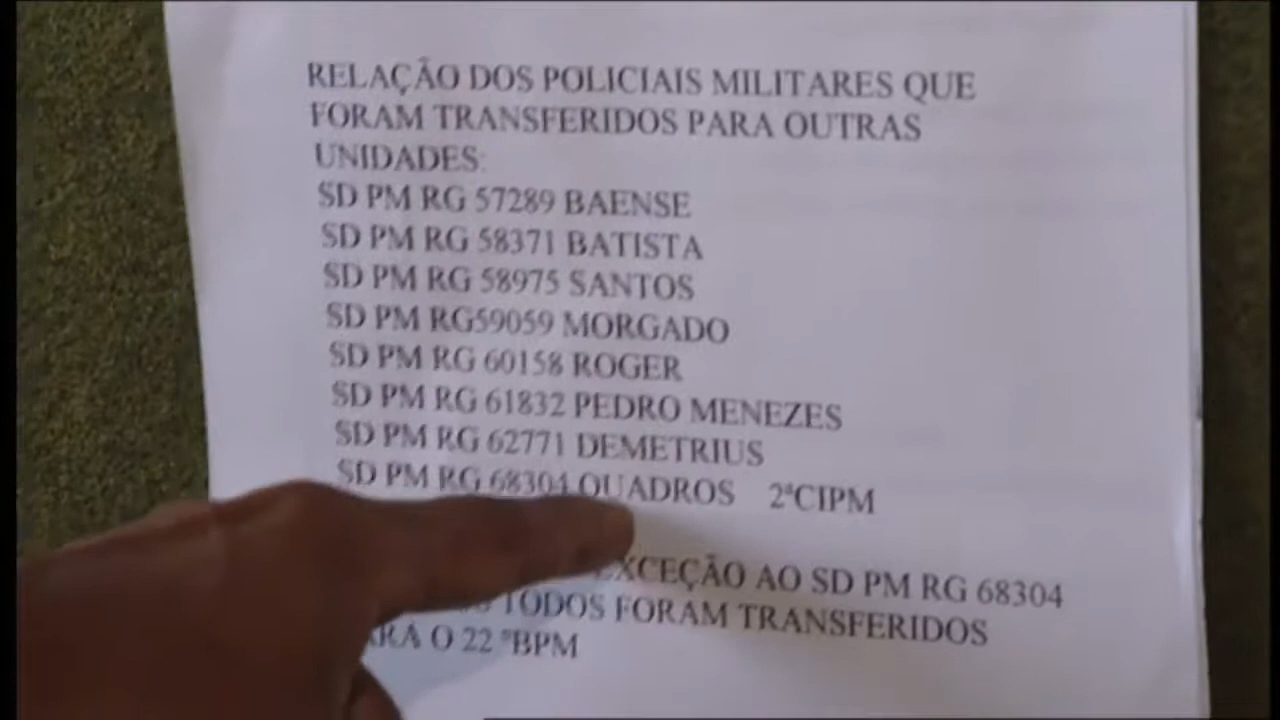 RELAÇÃO DOS POLICIAIS MILITARES QUE
FORAM TRANSFERIDOS PARA OUTRAS
UNIDADES:
SD PM RG 57289 BAENSE
SD PM RG 58371 BATISTA
SD PM RG 58975 SANTOS
SD PM RG59059 MORGADO
SD PM RG 60158 ROGER
SD PM RG 61832 PEDRO MENEZES
SD PM RG 62771 DEMETRIUS
SD PM RG 68304 QUADROS 2ªCIPM
EXCEÇÃO AO SD PM RG 68304
TODOS FORAM TRANSFERIDOS
O 22 ºBPM